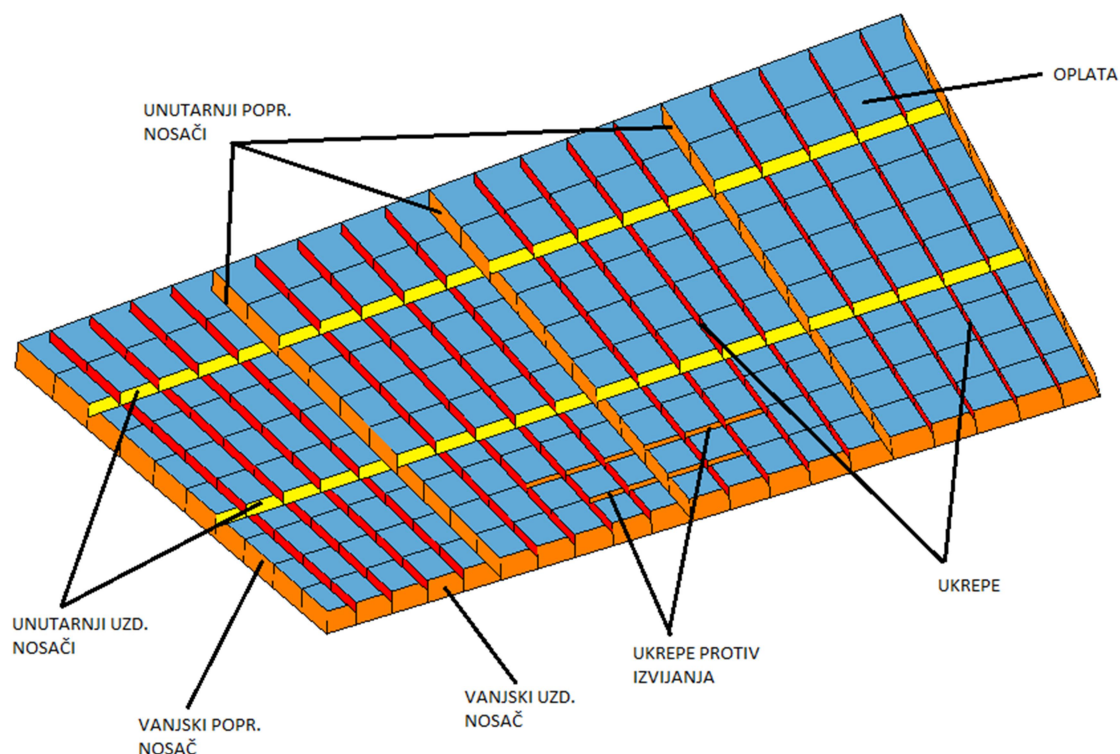 OPLATA
UNUTARNJI POPR.
NOSAČI
UKREPE
UNUTARNJI UZD.
NOSAČI
UKREPE PROTIV
IZVIJANJA
VANJSKI UZD.
NOSAČ
VANJSKI POPR.
NOSAČ